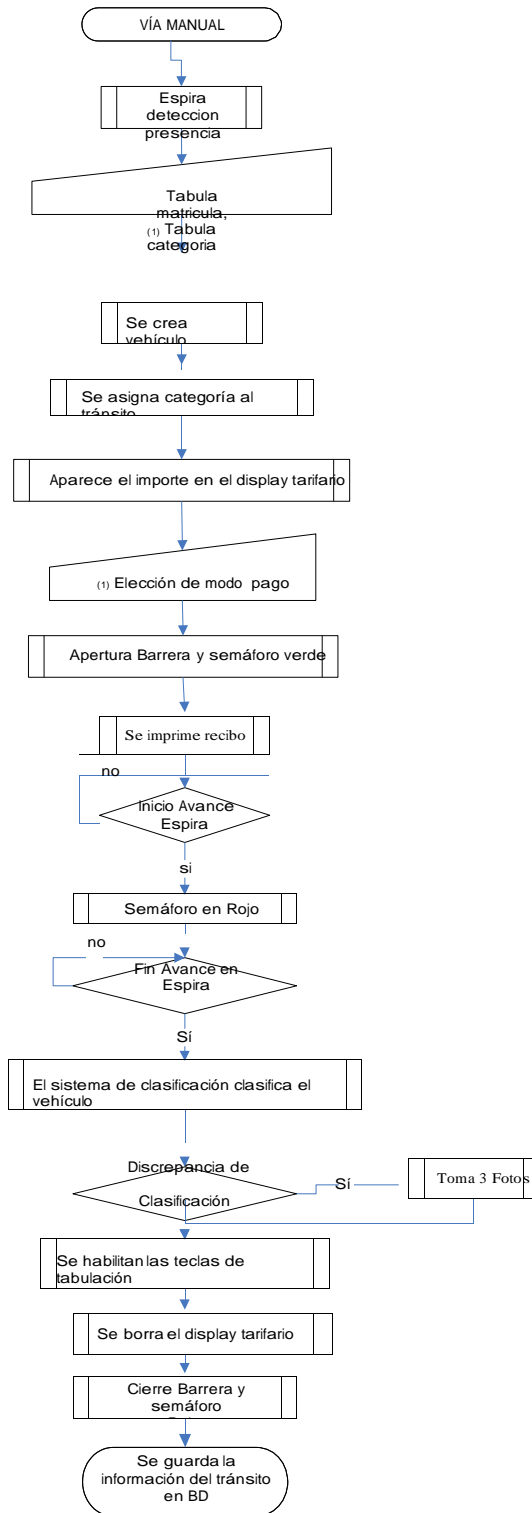 VÍA MANUAL
Espira
deteccion
presencia
Tabula
matricula,
(1) Tabula
categoria
Se crea
vehículo
Se asigna categoría al
tránsito
Aparece el importe en el display tarifario
(1) Elección de modo pago
Apertura Barrera y semáforo verde
Se imprime recibo
no
Inicio Avance
Espira
si
Semáforo en Rojo
no
Fin Avance en
Espira
Sí
El sistema de clasificación clasifica el
vehículo
Discrepancia de
Clasificación
Sí
Toma 3 Fotos
Se habilitan las teclas de
tabulación
Se borra el display tarifario
Cierre Barrera y
semáforo
Se guarda la
información del tránsito
en BD